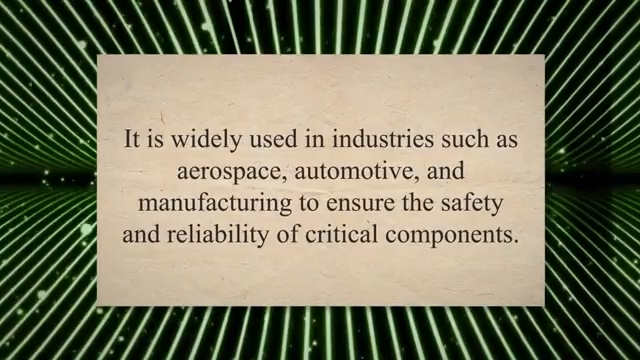 It is widely used in industries such as
aerospace, automotive, and
manufacturing to ensure the safety
and reliability of critical components.